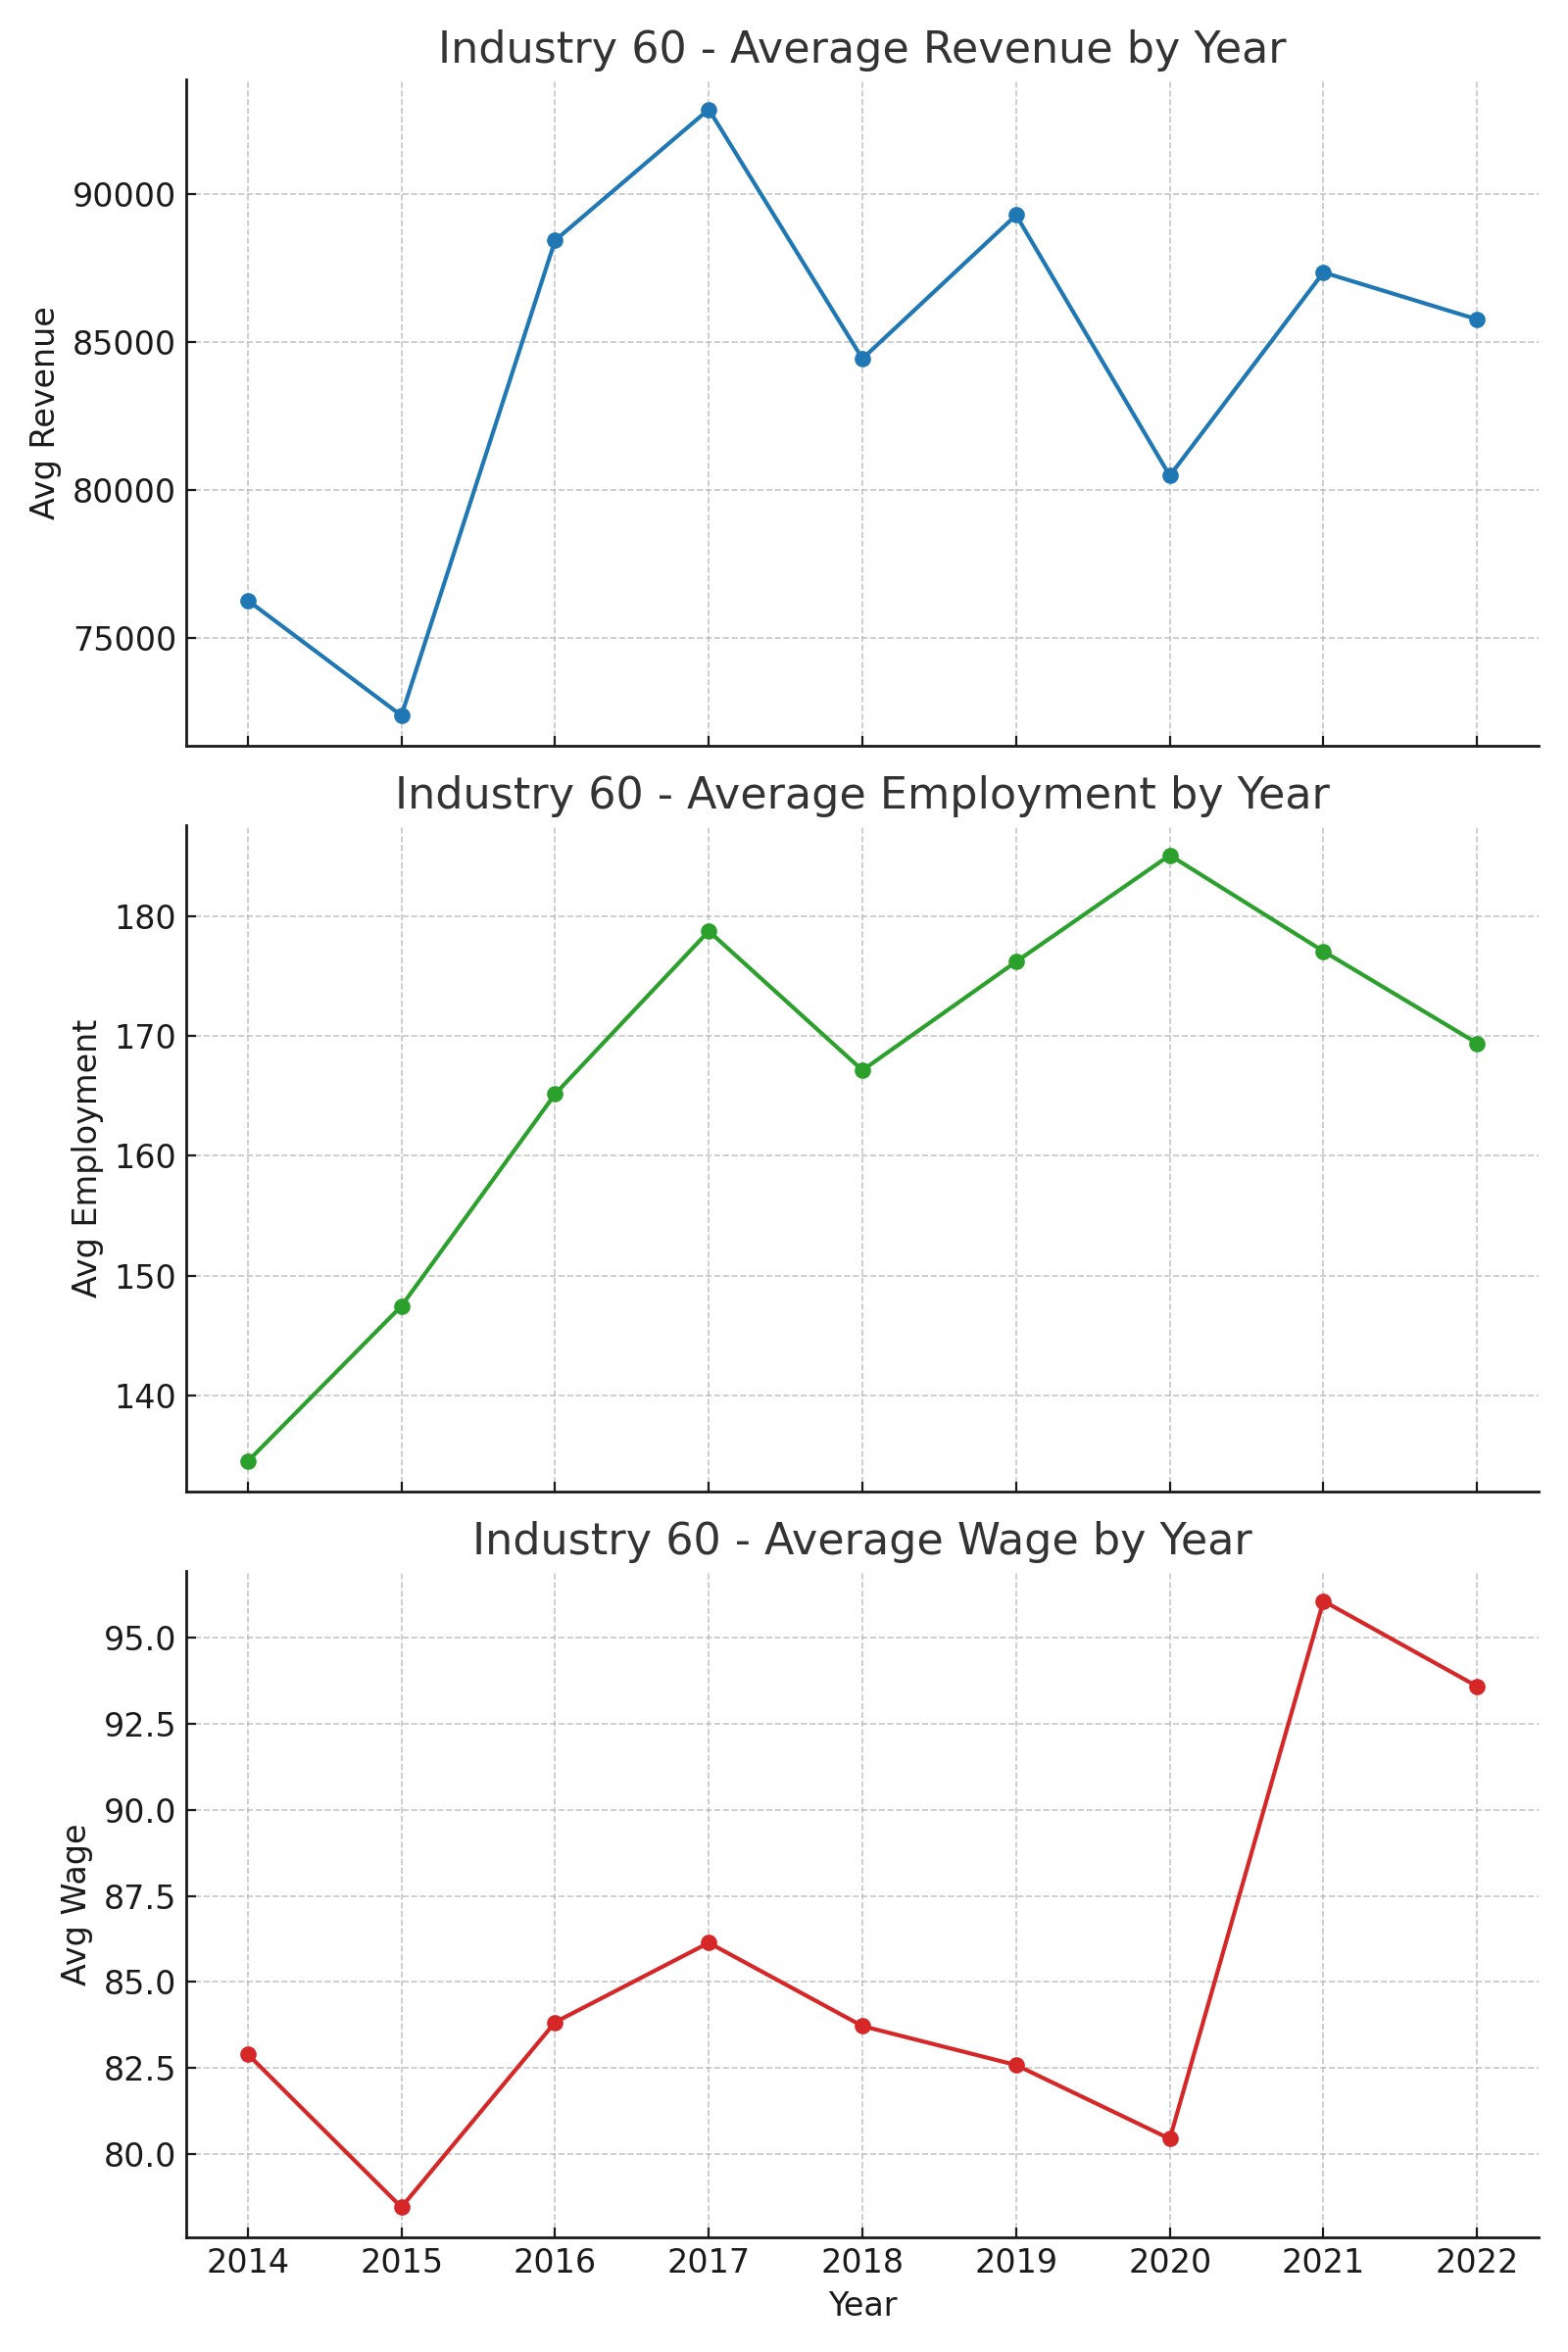 Industry 60 - Average Revenue by Year
Avg Revenue
90000
85000
80000
75000
Industry 60 - Average Employment by Year
Avg Employment
180
170
160
150
140
Industry 60 - Average Wage by Year
Avg Wage
95.0
92.5
90.0
87.5
85.0
82.5
80.0
2014 2015 2016 2017 2018 2019 2020 2021 2022
Year